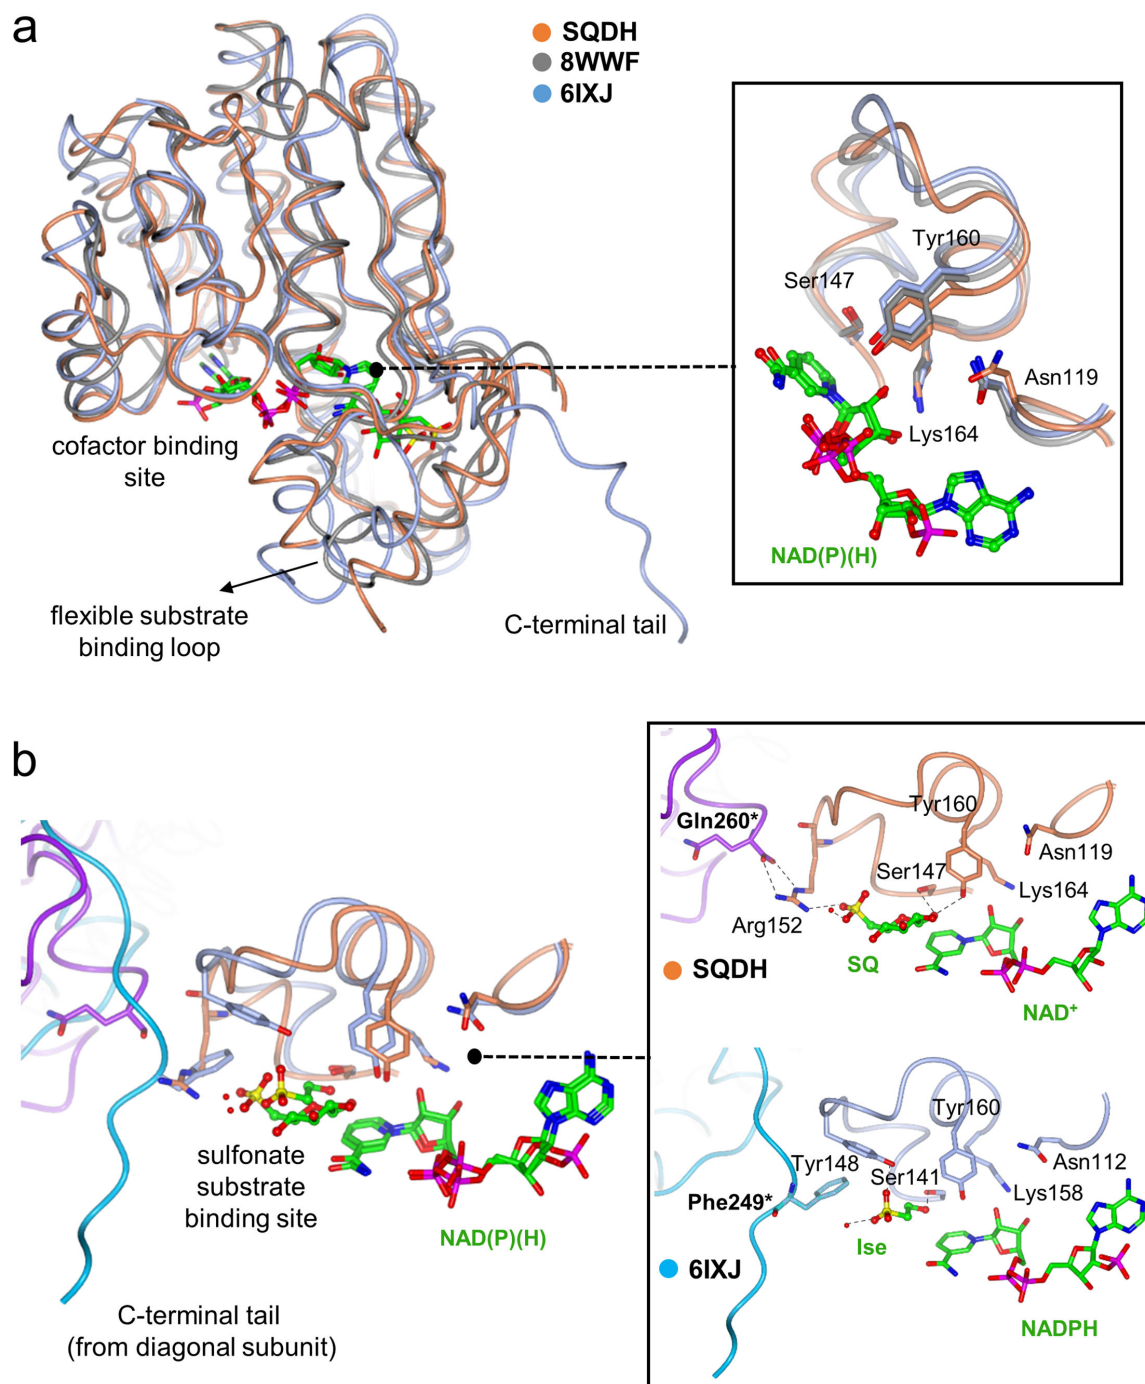 a
SQDH
8WWF
6IXJ
cofactor binding
site
flexible substrate
binding loop
C-terminal tail
Tyr160
Ser147
Asn119
Lys164
NAD(P)(H)
b
sulfonate
substrate
binding site
NAD(P)(H)
C-terminal tail
(from diagonal subunit)
Gln260*
Tyr160
Asn119
Ser147
Lys164
Arg152
SQ
SQDH
NAD⁺
Tyr160
Tyr148
Asn112
Ser141
Lys158
Phe249*
Ise
6IXJ
NADPH